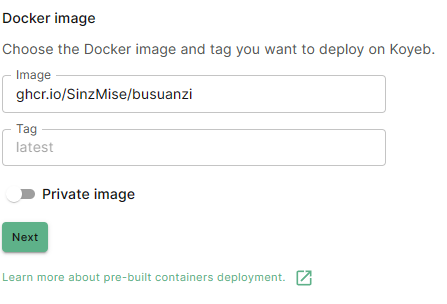 Docker image
Choose the Docker image and tag you want to deploy on Koyeb.
Image
ghcr.io/SinzMise/busuanzi
Tag
latest
Private image
Next
Learn more about pre-built containers deployment.